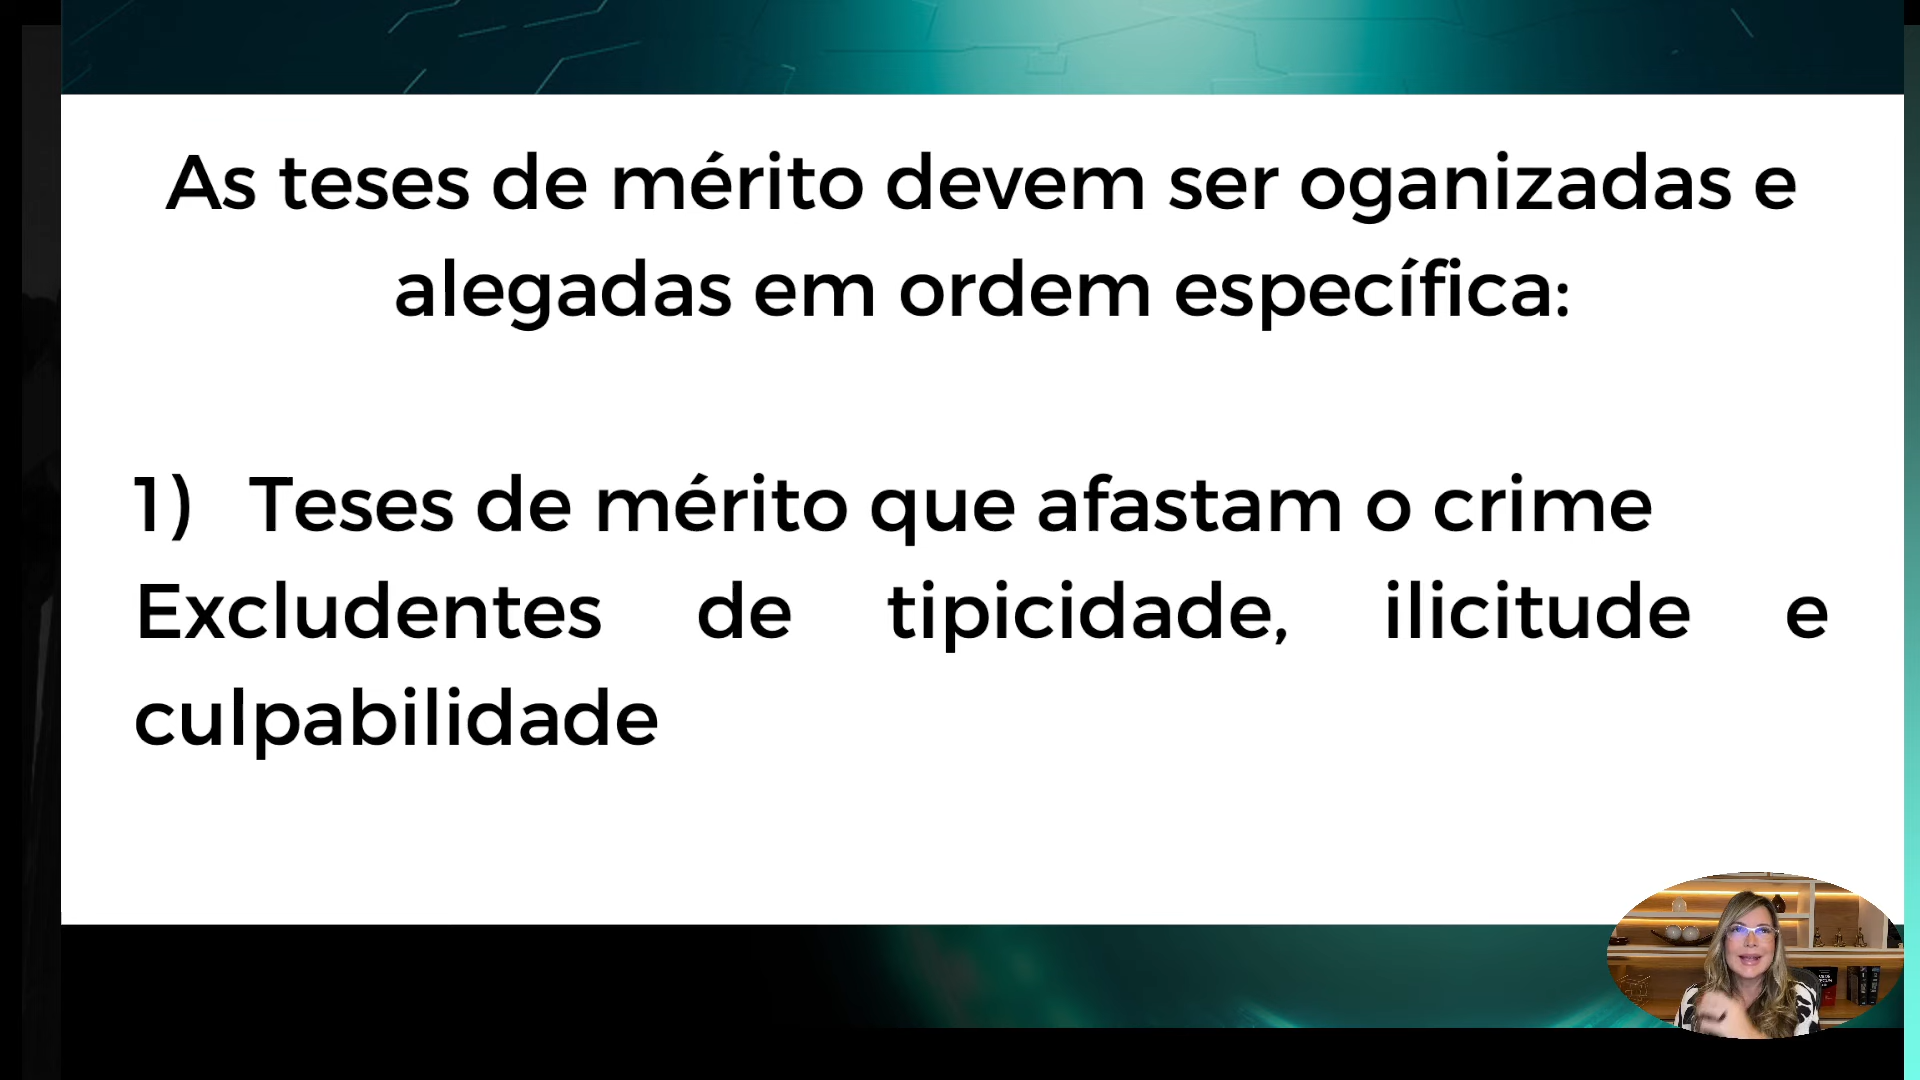 As teses de mérito devem ser oganizadas e
alegadas em ordem específica:
1) Teses de mérito que afastam o crime
Excludentes de tipicidade, ilicitude e
culpabilidade